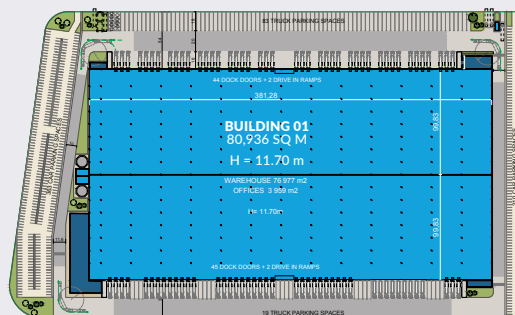 83 TRUCK PARKING SPACES
44 DOCK DOORS + 2 DRIVE IN RAMPS
381.28
BUILDING 01
80,936 SQ M
99.83
H = 11.70 m
WAREHOUSE 76 977 m2
OFFICES 3 959 m2
H= 11.70m
99.83
45 DOCK DOORS + 2 DRIVE IN RAMPS
19 TRUCK PARKING SPACES